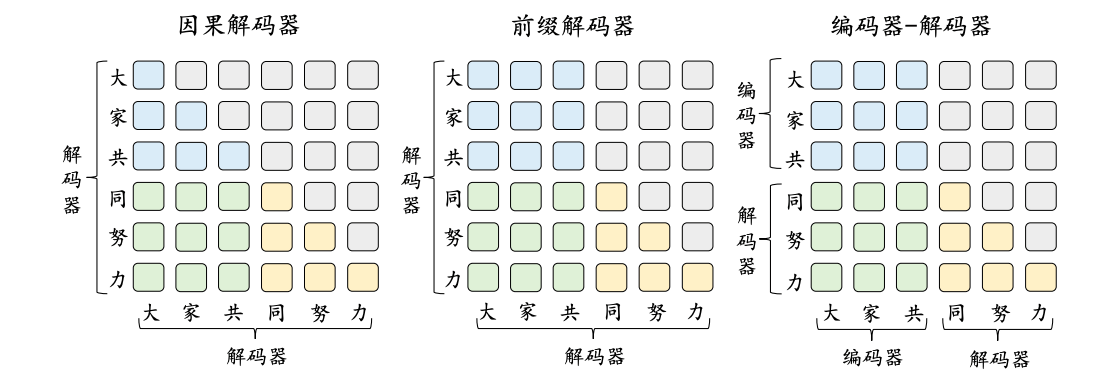 因果解码器
大
家
共
同
努
力
解码器
大 家 共 同 努 力
解码器
前缀解码器
大
家
共
同
努
力
解码器
大 家 共 同 努 力
解码器
编码器-解码器
编码器
大
家
共
解码器
同
努
力
大 家 共 同 努 力
编码器 解码器